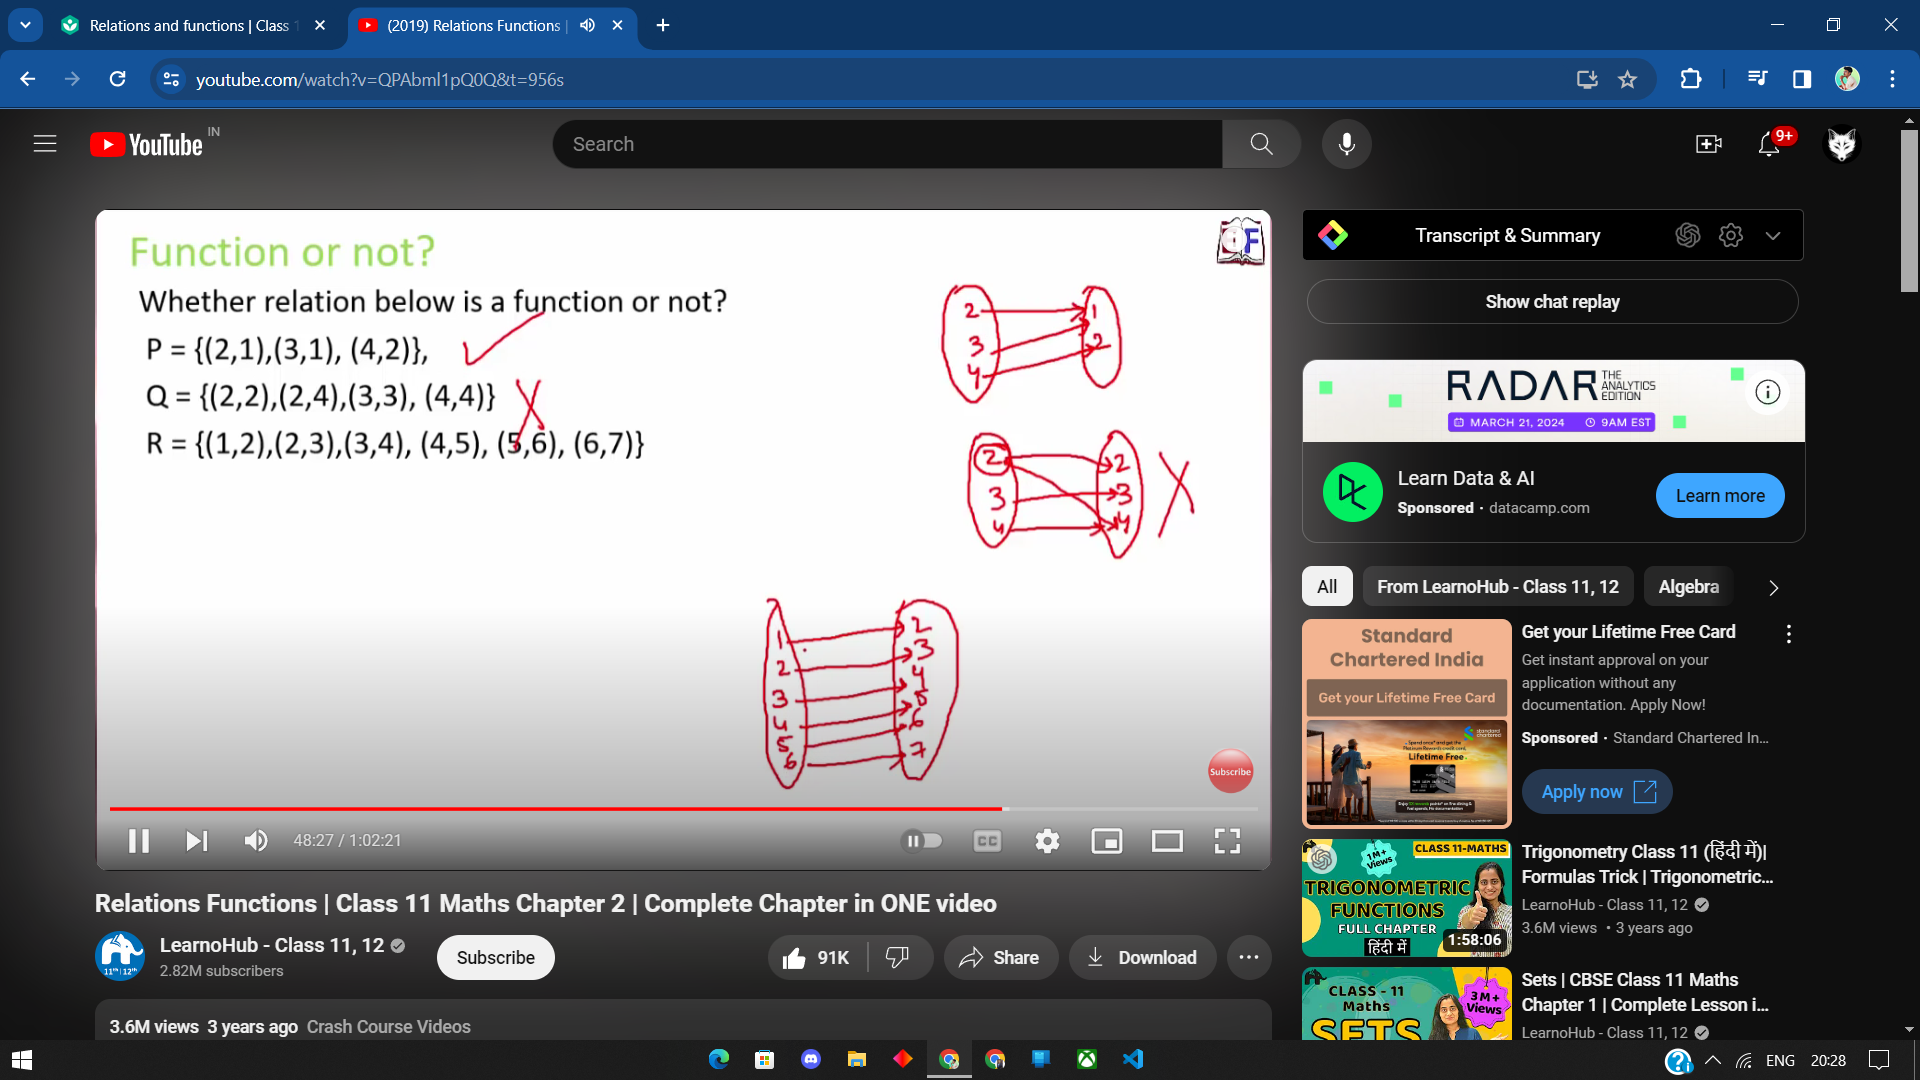 Relations and functions | Class 1
(2019) Relations Functions |
youtube.com/watch?v=QPAbml1pQ0Q&t=956s
YouTube IN
Search
9+
Function or not?
Whether relation below is a function or not?
P = {(2,1),(3,1), (4,2)},
Q = {(2,2),(2,4),(3,3), (4,4)}
R = {(1,2),(2,3),(3,4), (4,5), (5,6), (6,7)}
2 1
3 2
4
2 2
3 3
4 4
1 2
2 3
3 4
4 5
5 6
6 7
Subscribe
48:27 / 1:02:21
CC
Relations Functions | Class 11 Maths Chapter 2 | Complete Chapter in ONE video
LearnoHub - Class 11, 12
2.82M subscribers
11th | 12th
Subscribe
91K
Share
Download
3.6M views 3 years ago Crash Course Videos
Transcript & Summary
Show chat replay
RADAR THE ANALYTICS EDITION
MARCH 21, 2024 9AM EST
Learn Data & AI
Sponsored · datacamp.com
Learn more
All
From LearnoHub - Class 11, 12
Algebra
Standard
Chartered India
Get your Lifetime Free Card
Lifetime Free
Get your Lifetime Free Card
Get instant approval on your
application without any
documentation. Apply Now!
Sponsored · Standard Chartered In...
Apply now
CLASS 11-MATHS
1M+ Views
TRIGONOMETRIC
FUNCTIONS
FULL CHAPTER
हिंदी में
1:58:06
Trigonometry Class 11 (हिंदी में)|
Formulas Trick | Trigonometric...
LearnoHub - Class 11, 12
3.6M views • 3 years ago
CLASS - 11
Maths
SETS
3M+ Views
Sets | CBSE Class 11 Maths
Chapter 1 | Complete Lesson i...
LearnoHub - Class 11, 12
ENG
20:28